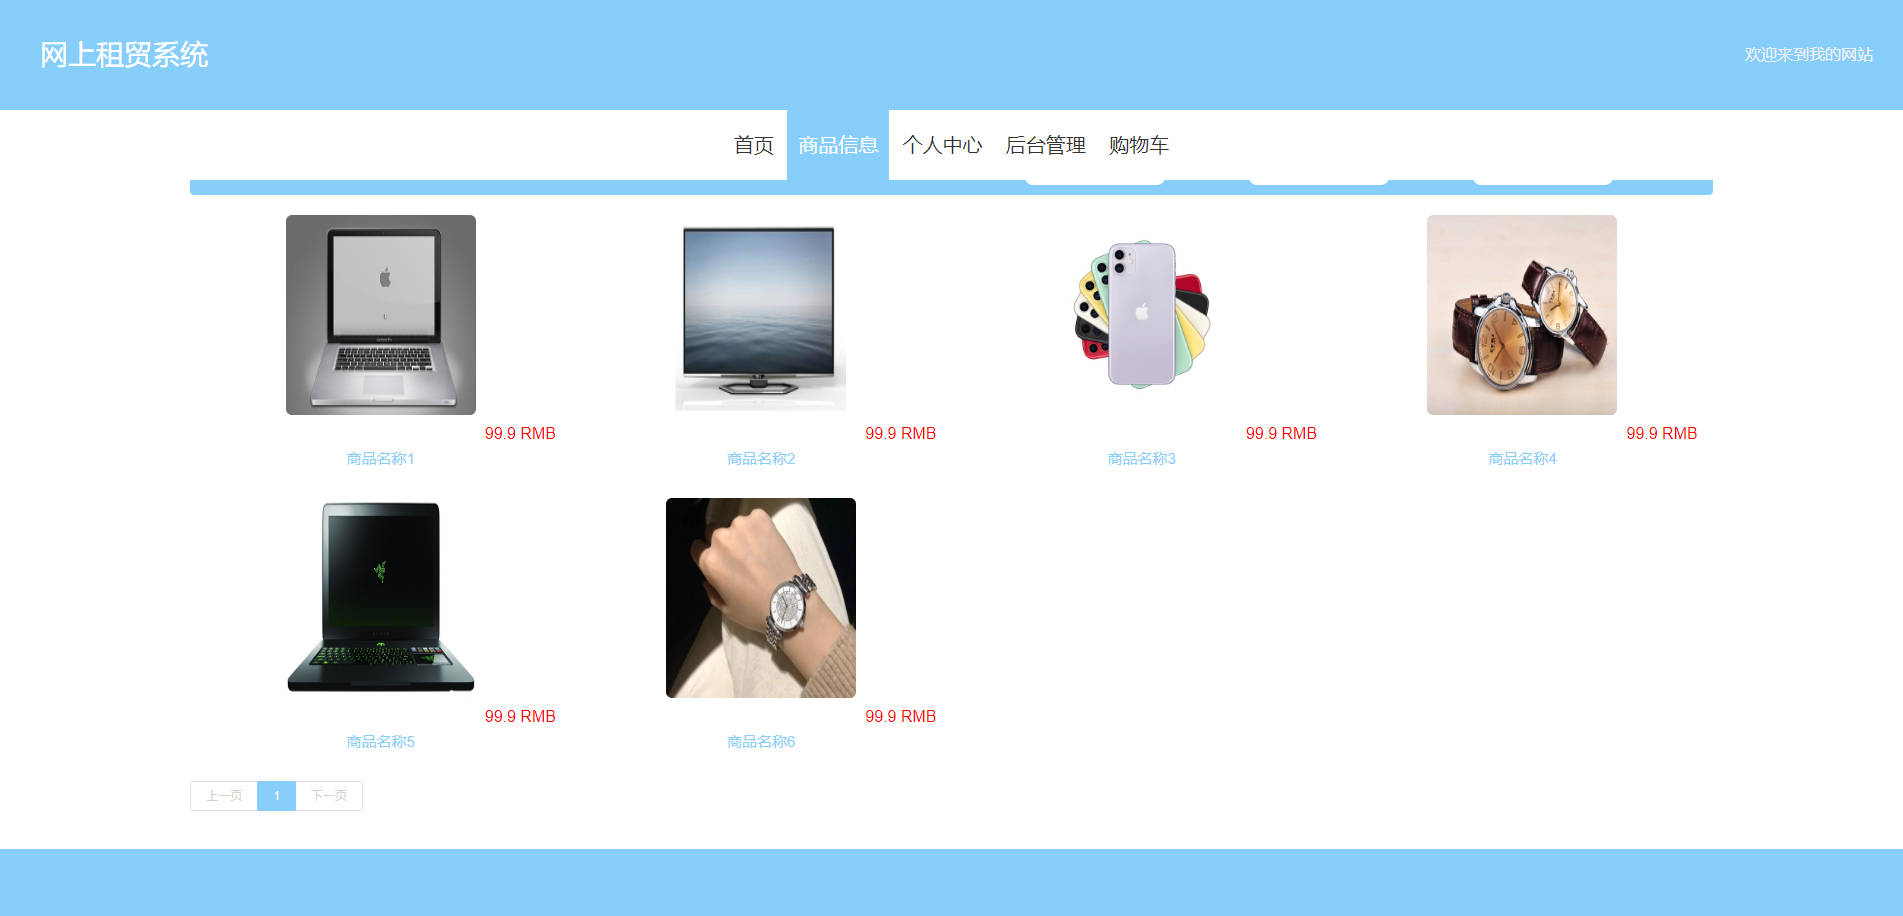 网上租贸系统
欢迎来到我的网站
首页 商品信息 个人中心 后台管理 购物车
99.9 RMB 99.9 RMB 99.9 RMB 99.9 RMB
商品名称1 商品名称2 商品名称3 商品名称4
99.9 RMB 99.9 RMB
商品名称5 商品名称6
上一页 1 下一页